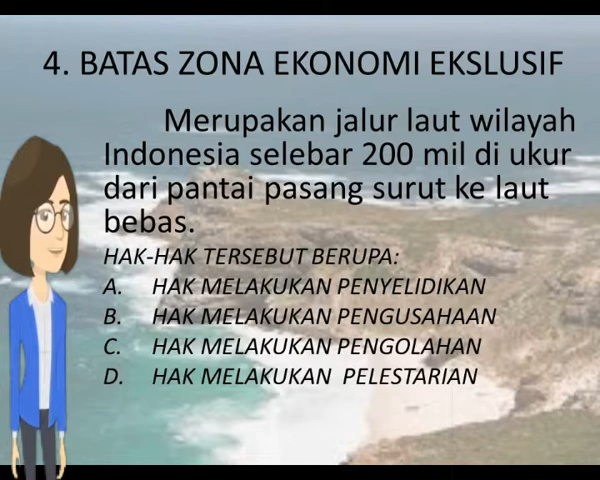 4. BATAS ZONA EKONOMI EKSLUSIF
Merupakan jalur laut wilayah
Indonesia selebar 200 mil di ukur
dari pantai pasang surut ke laut
bebas.
HAK-HAK TERSEBUT BERUPA:
A. HAK MELAKUKAN PENYELIDIKAN
B. HAK MELAKUKAN PENGUSAHAAN
C. HAK MELAKUKAN PENGOLAHAN
D. HAK MELAKUKAN PELESTARIAN